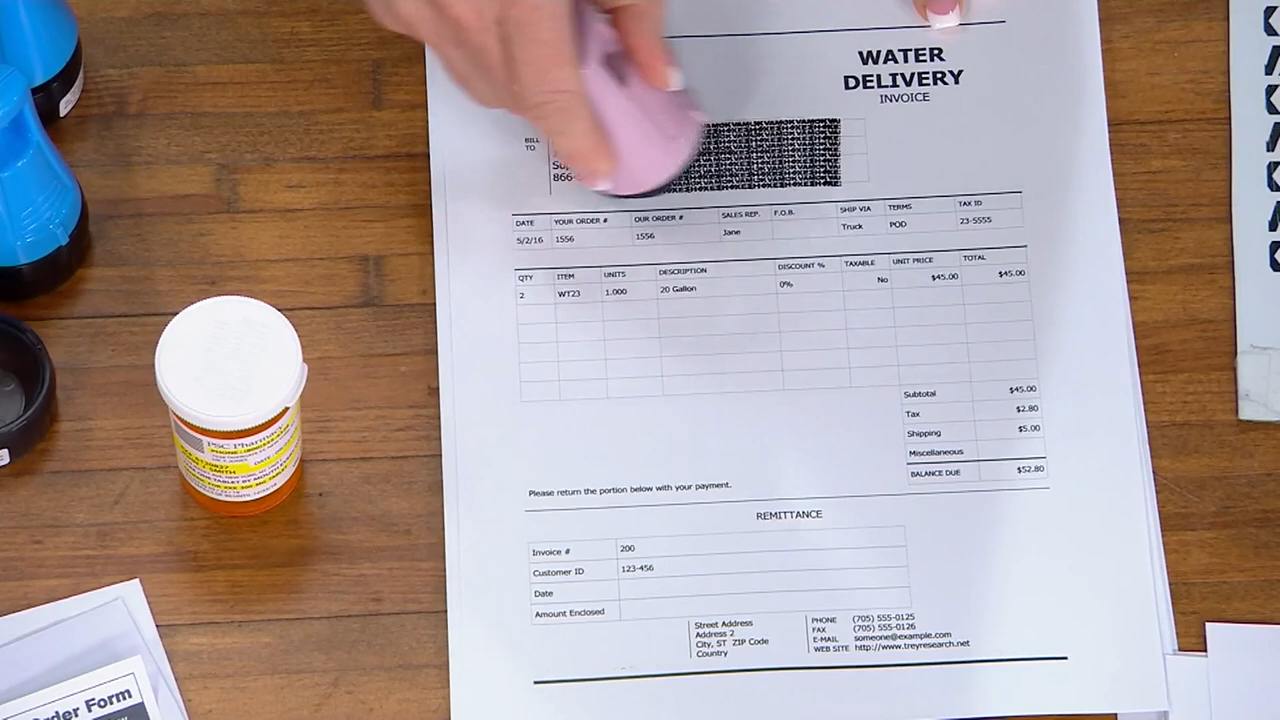 WATER
DELIVERY
INVOICE
BILL
TO
866-
DATE YOUR ORDER # OUR ORDER # SALES REP. F.O.B. SHIP VIA TERMS TAX ID
5/2/16 1556 1556 Jane Truck POD 23-5555
QTY ITEM UNITS DESCRIPTION DISCOUNT % TAXABLE UNIT PRICE TOTAL
2 WT23 1.000 20 Gallon 0% No $45.00 $45.00
Subtotal $45.00
Tax $2.80
Shipping $5.00
Miscellaneous
BALANCE DUE $52.80
Please return the portion below with your payment.
REMITTANCE
Invoice # 200
Customer ID 123-456
Date
Amount Enclosed
Street Address
Address 2
City, ST ZIP Code
Country
PHONE (705) 555-0125
FAX (705) 555-0126
E-MAIL someone@example.com
WEB SITE http://www.treyresearch.net
PSC Pharmacy
SMITH
Order Form